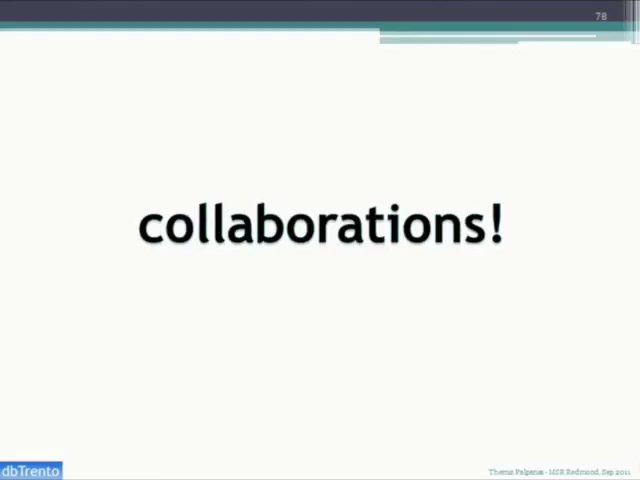 78
collaborations!
dbTrento
Themis Palpanas - MSR Redmond, Sep 2011